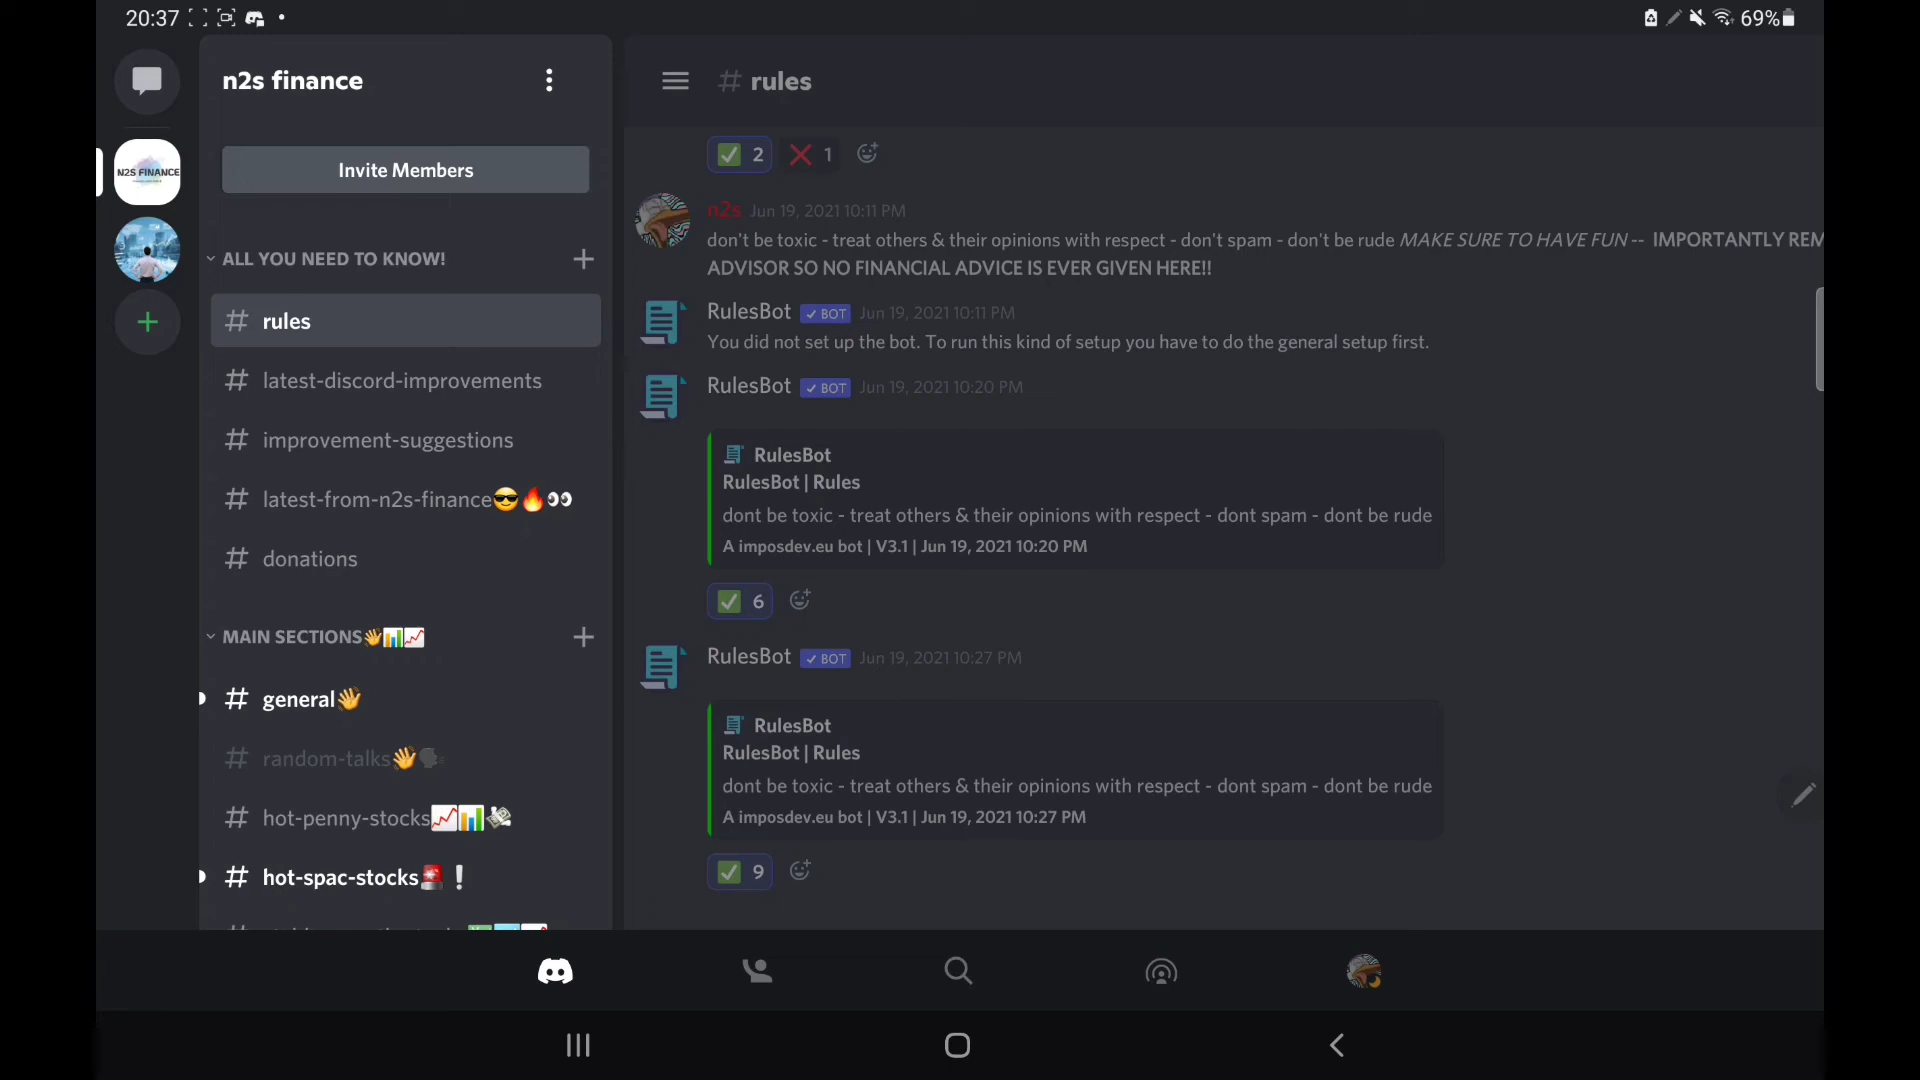 20:37
69%
n2s finance
Invite Members
N2S FINANCE
ALL YOU NEED TO KNOW!
# rules
# latest-discord-improvements
# improvement-suggestions
# latest-from-n2s-finance😎🔥👀
# donations
MAIN SECTIONS👋📊📈
# general👋
# random-talks👋🗣
# hot-penny-stocks📈📊💸
# hot-spac-stocks🚨❗
# rules
✅ 2 ❌ 1
n2s Jun 19, 2021 10:11 PM
don't be toxic - treat others & their opinions with respect - don't spam - don't be rude MAKE SURE TO HAVE FUN -- IMPORTANTLY REM
ADVISOR SO NO FINANCIAL ADVICE IS EVER GIVEN HERE!!
RulesBot ✓ BOT Jun 19, 2021 10:11 PM
You did not set up the bot. To run this kind of setup you have to do the general setup first.
RulesBot ✓ BOT Jun 19, 2021 10:20 PM
RulesBot
RulesBot | Rules
dont be toxic - treat others & their opinions with respect - dont spam - dont be rude
A imposdev.eu bot | V3.1 | Jun 19, 2021 10:20 PM
✅ 6
RulesBot ✓ BOT Jun 19, 2021 10:27 PM
RulesBot
RulesBot | Rules
dont be toxic - treat others & their opinions with respect - dont spam - dont be rude
A imposdev.eu bot | V3.1 | Jun 19, 2021 10:27 PM
✅ 9